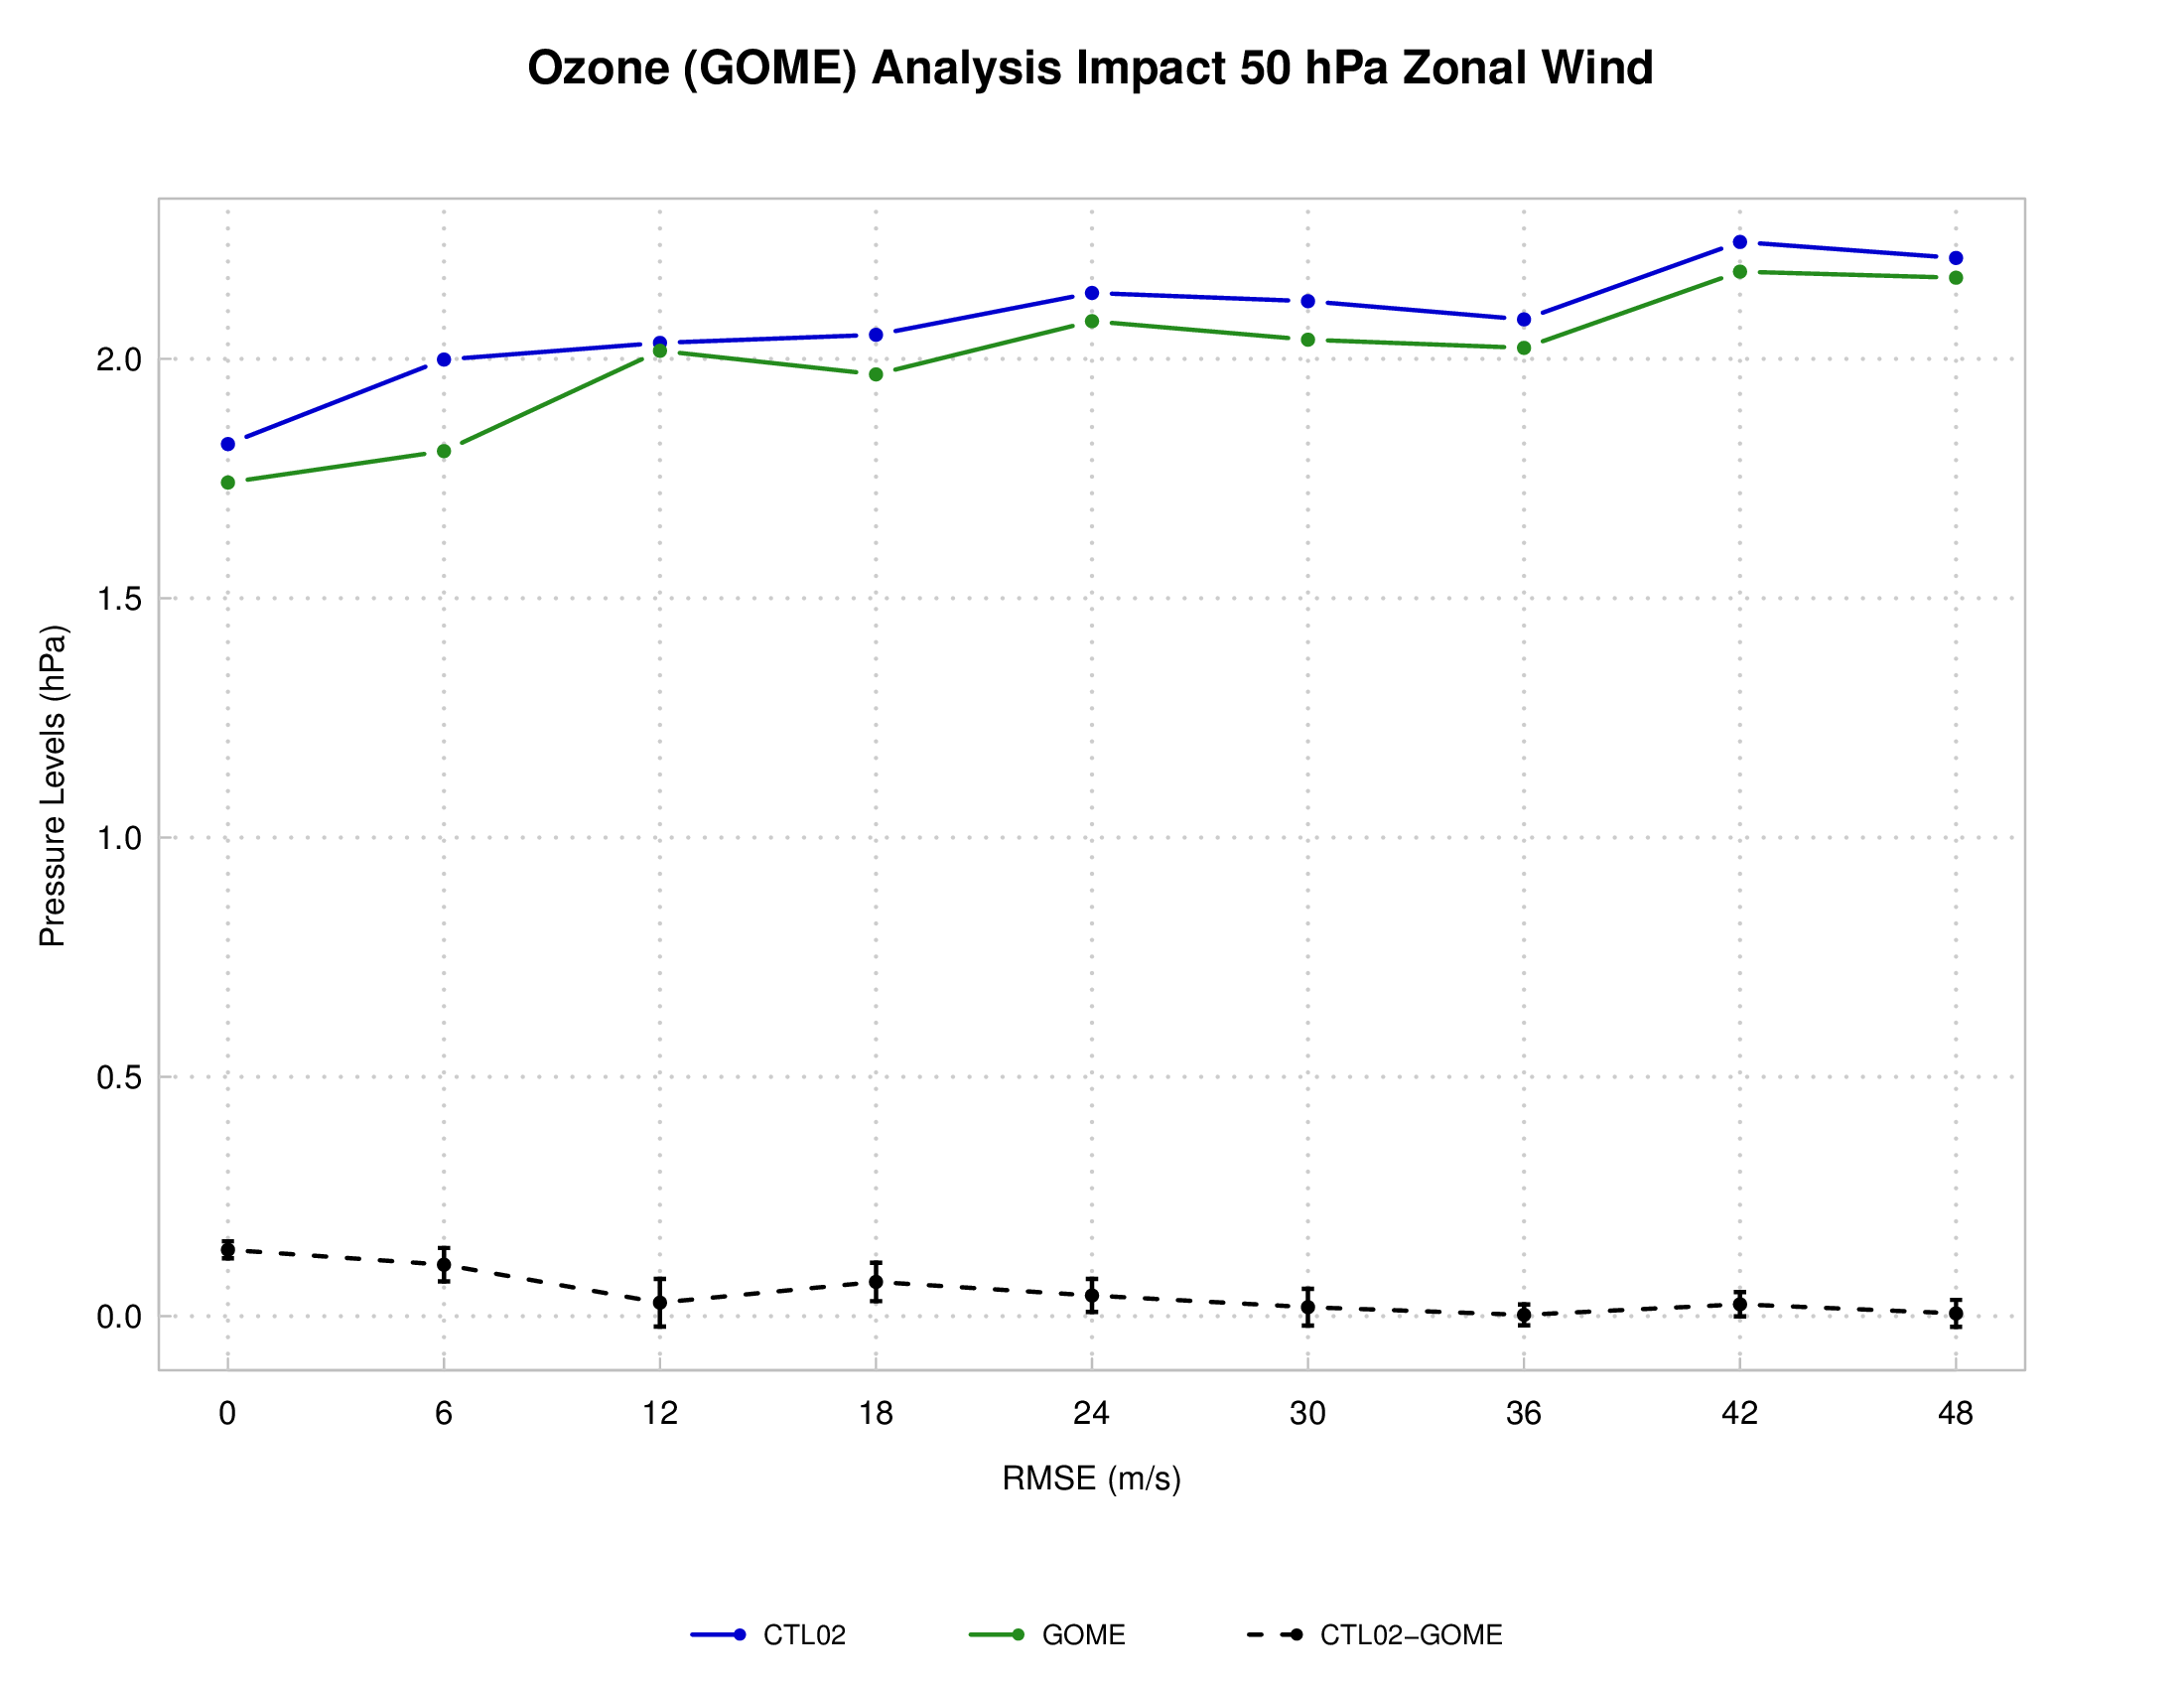 Ozone (GOME) Analysis Impact 50 hPa Zonal Wind
Pressure Levels (hPa)
2.0
1.5
1.0
0.5
0.0
0 6 12 18 24 30 36 42 48
RMSE (m/s)
CTL02 GOME CTL02−GOME